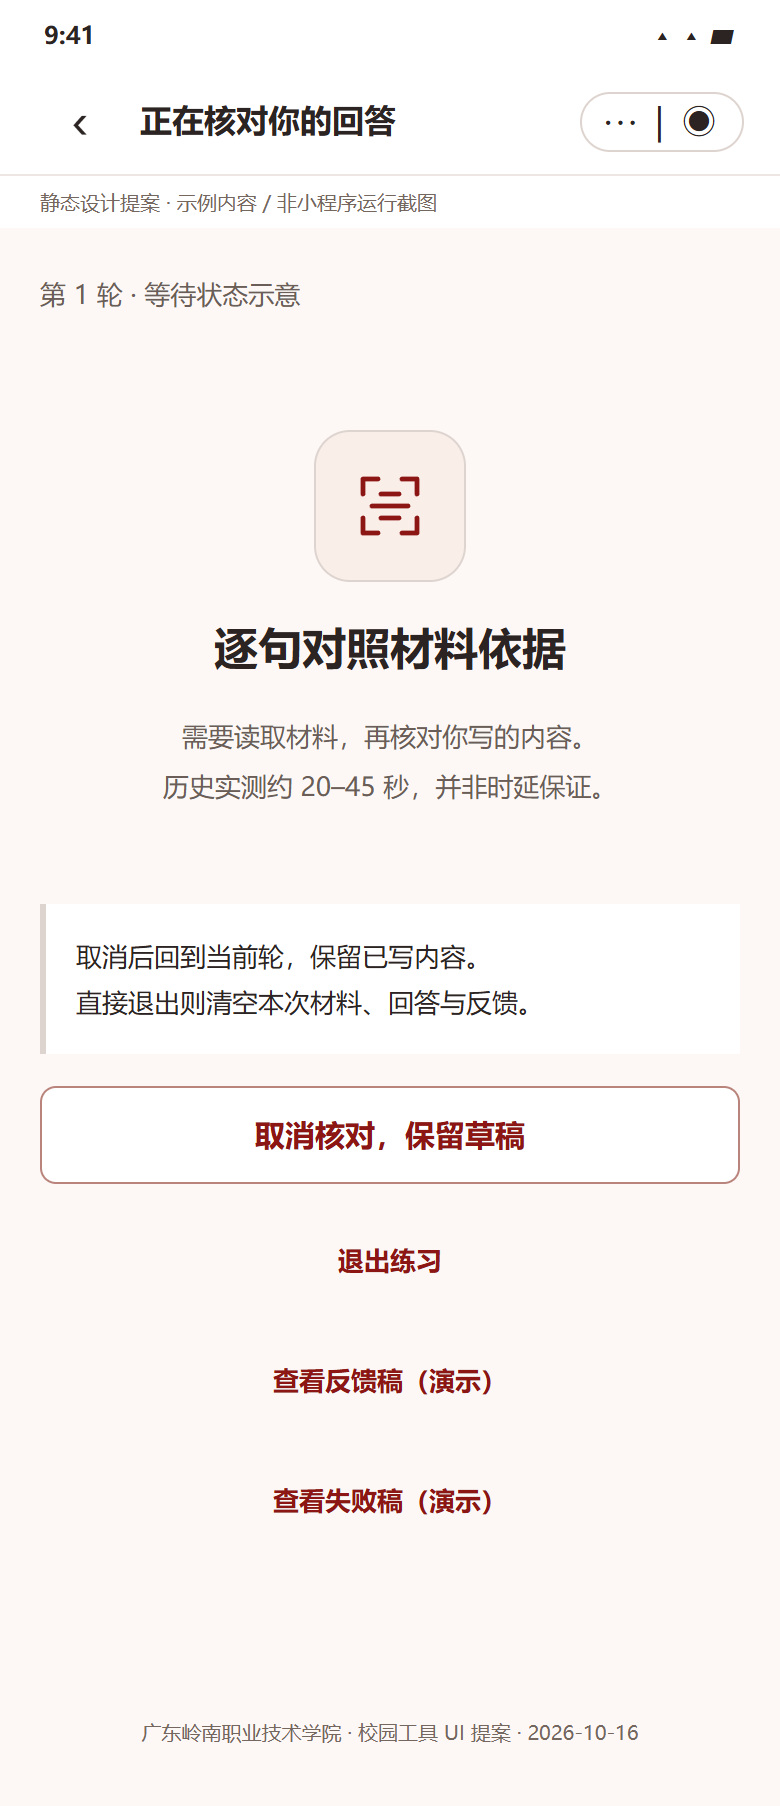 9:41
正在核对你的回答
静态设计提案 · 示例内容 / 非小程序运行截图
第 1 轮 · 等待状态示意
逐句对照材料依据
需要读取材料，再核对你写的内容。
历史实测约 20–45 秒，并非时延保证。
取消后回到当前轮，保留已写内容。
直接退出则清空本次材料、回答与反馈。
取消核对，保留草稿
退出练习
查看反馈稿（演示）
查看失败稿（演示）
广东岭南职业技术学院 · 校园工具 UI 提案 · 2026-10-16